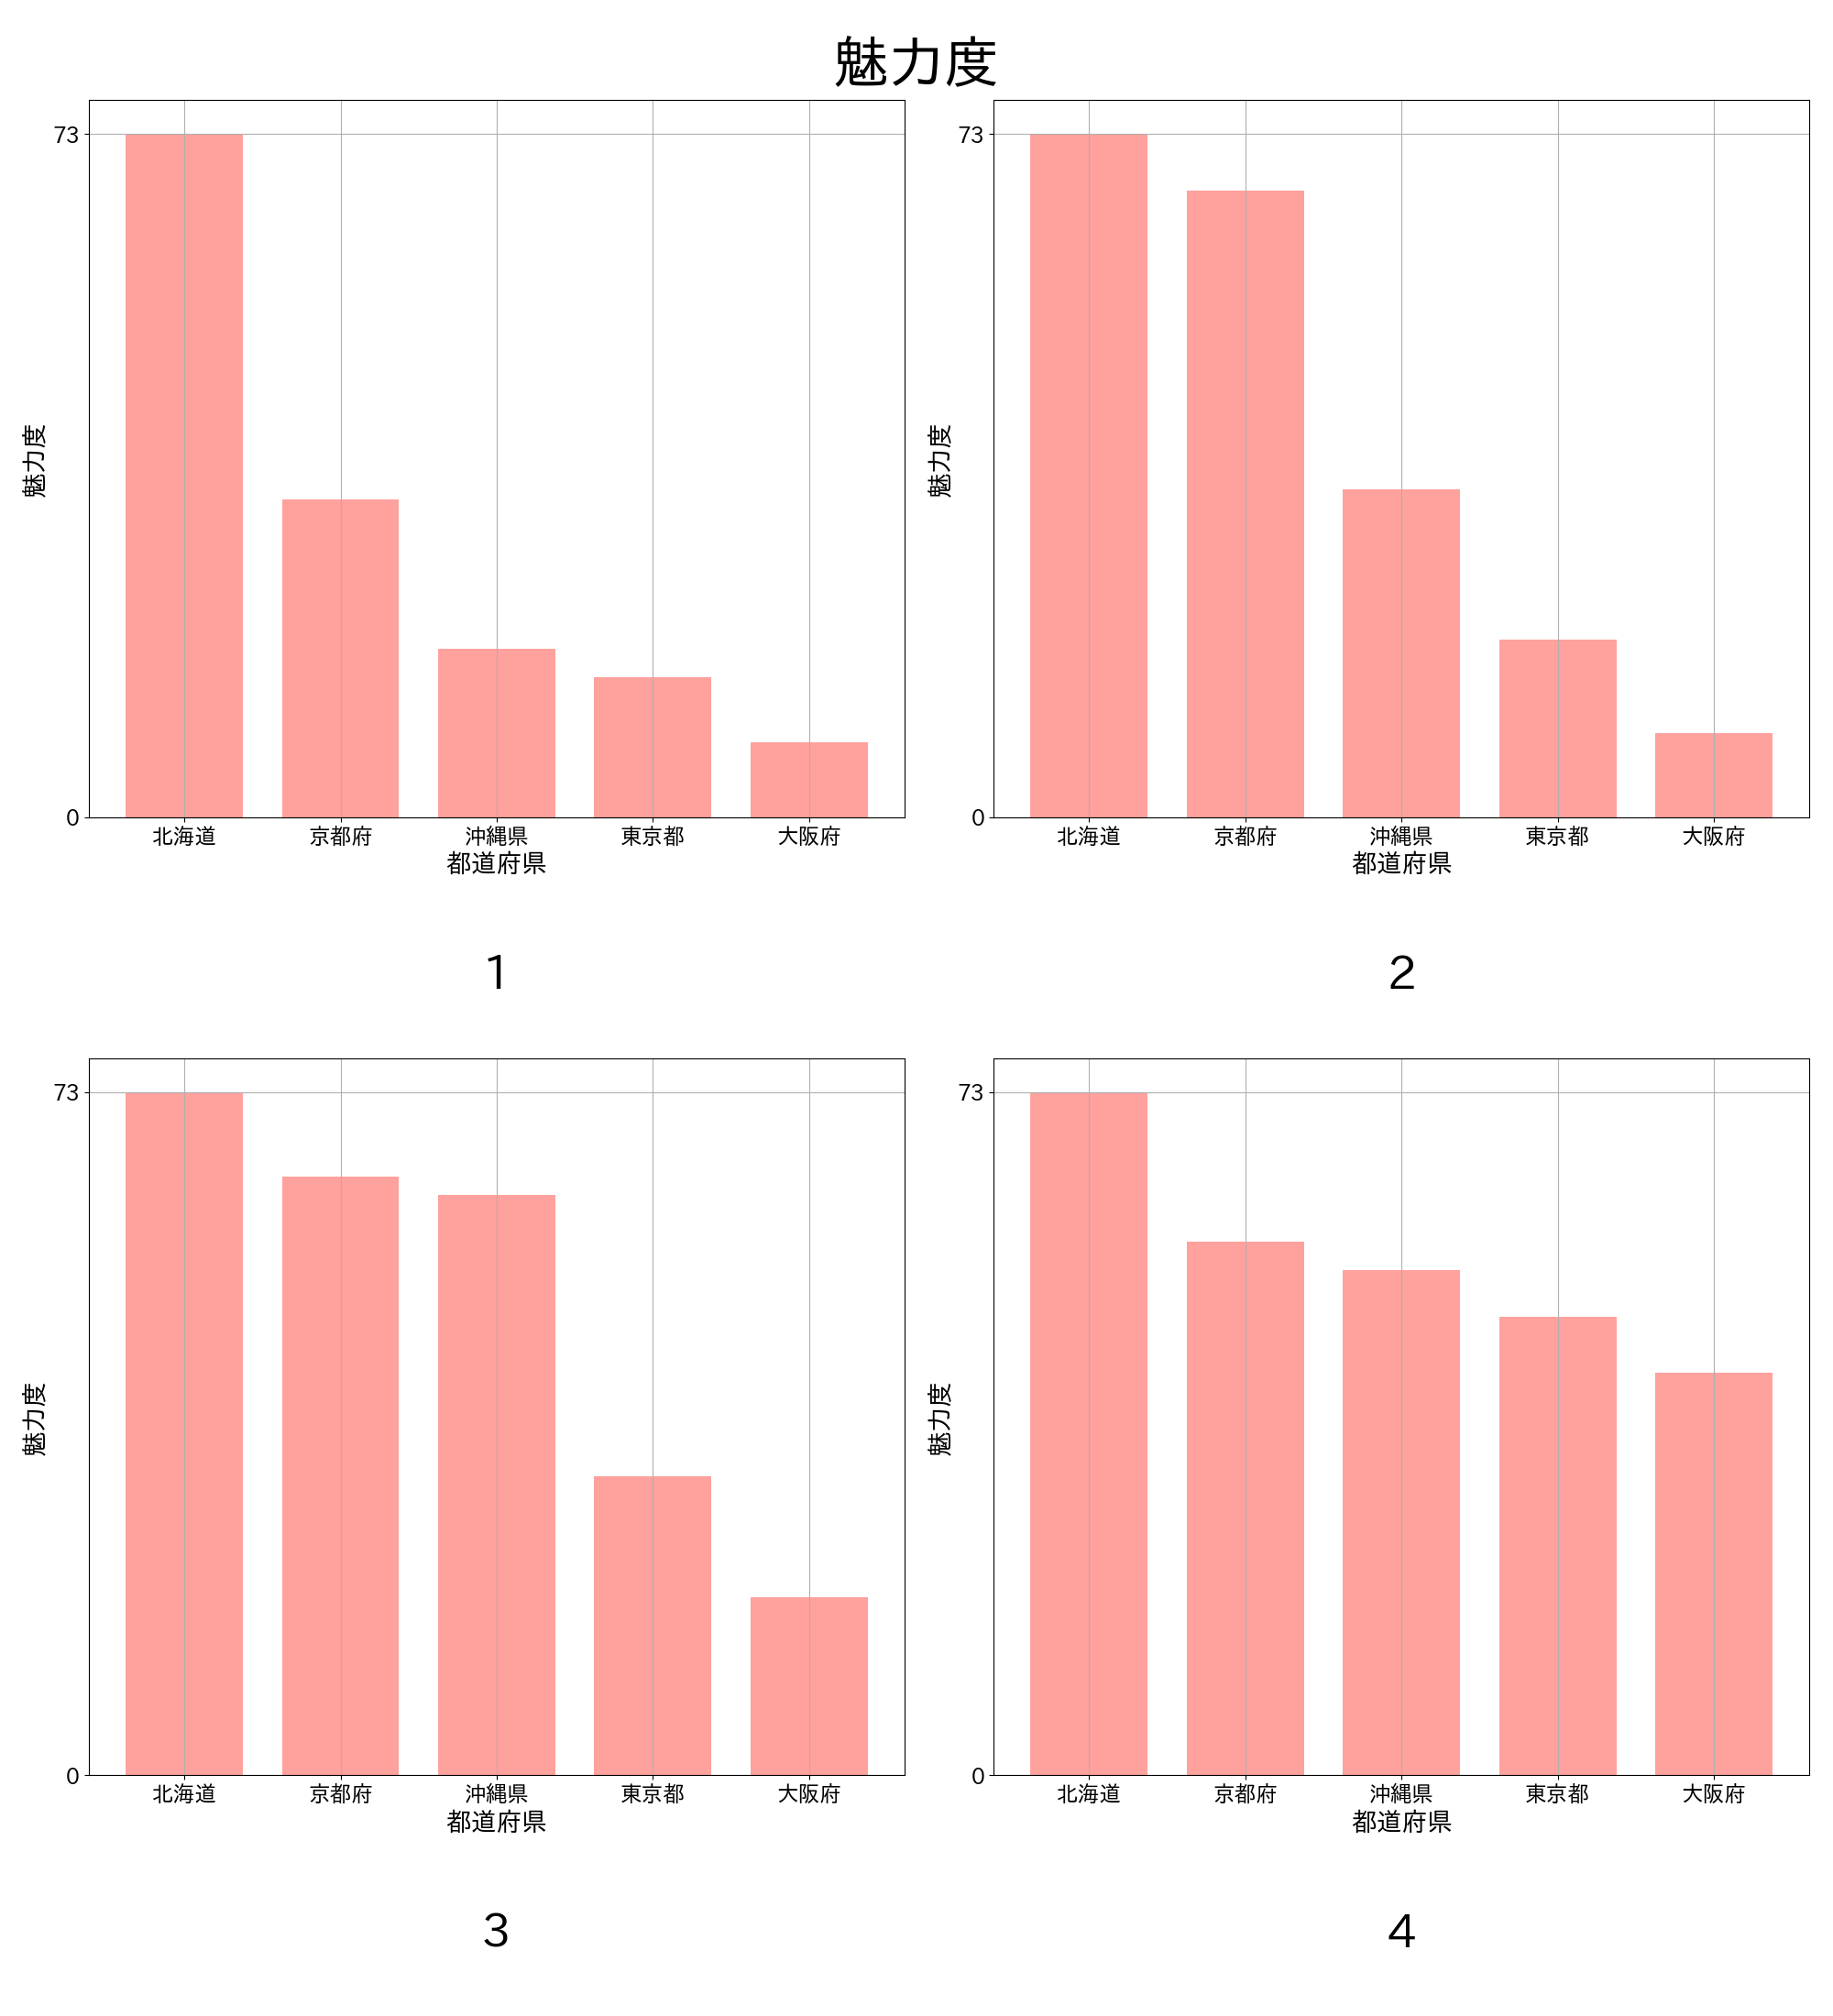 魅力度
73
魅力度
0
北海道 京都府 沖縄県 東京都 大阪府
都道府県
1
73
魅力度
0
北海道 京都府 沖縄県 東京都 大阪府
都道府県
2
73
魅力度
0
北海道 京都府 沖縄県 東京都 大阪府
都道府県
3
73
魅力度
0
北海道 京都府 沖縄県 東京都 大阪府
都道府県
4